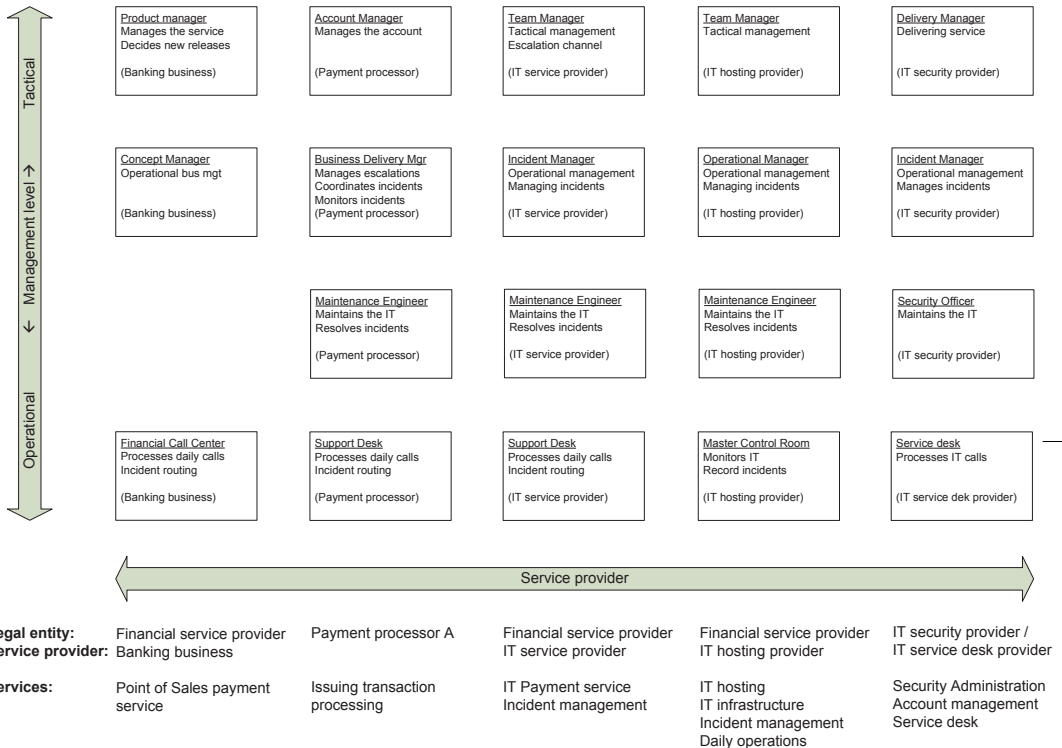 Product manager
Manages the service
Decides new releases
(Banking business)
Account Manager
Manages the account
(Payment processor)
Team Manager
Tactical management
Escalation channel
(IT service provider)
Team Manager
Tactical management
(IT hosting provider)
Delivery Manager
Delivering service
(IT security provider)
Concept Manager
Operational bus mgt
(Banking business)
Business Delivery Mgr
Manages escalations
Coordinates incidents
Monitors incidents
(Payment processor)
Incident Manager
Operational management
Managing incidents
(IT service provider)
Operational Manager
Operational management
Managing incidents
(IT hosting provider)
Incident Manager
Operational management
Manages incidents
(IT security provider)
Maintenance Engineer
Maintains the IT
Resolves incidents
(Payment processor)
Maintenance Engineer
Maintains the IT
Resolves incidents
(IT service provider)
Maintenance Engineer
Maintains the IT
Resolves incidents
(IT hosting provider)
Security Officer
Maintains the IT
(IT security provider)
Financial Call Center
Processes daily calls
Incident routing
(Banking business)
Support Desk
Processes daily calls
Incident routing
(Payment processor)
Support Desk
Processes daily calls
Incident routing
(IT service provider)
Master Control Room
Monitors IT
Record incidents
(IT hosting provider)
Service desk
Processes IT calls
(IT service dek provider)
Operational ← Management level → Tactical
Service provider
egal entity:
ervice provider:
Financial service provider
Banking business
Payment processor A
Financial service provider
IT service provider
Financial service provider
IT hosting provider
IT security provider /
IT service desk provider
ervices:
Point of Sales payment
service
Issuing transaction
processing
IT Payment service
Incident management
IT hosting
IT infrastructure
Incident management
Daily operations
Security Administration
Account management
Service desk